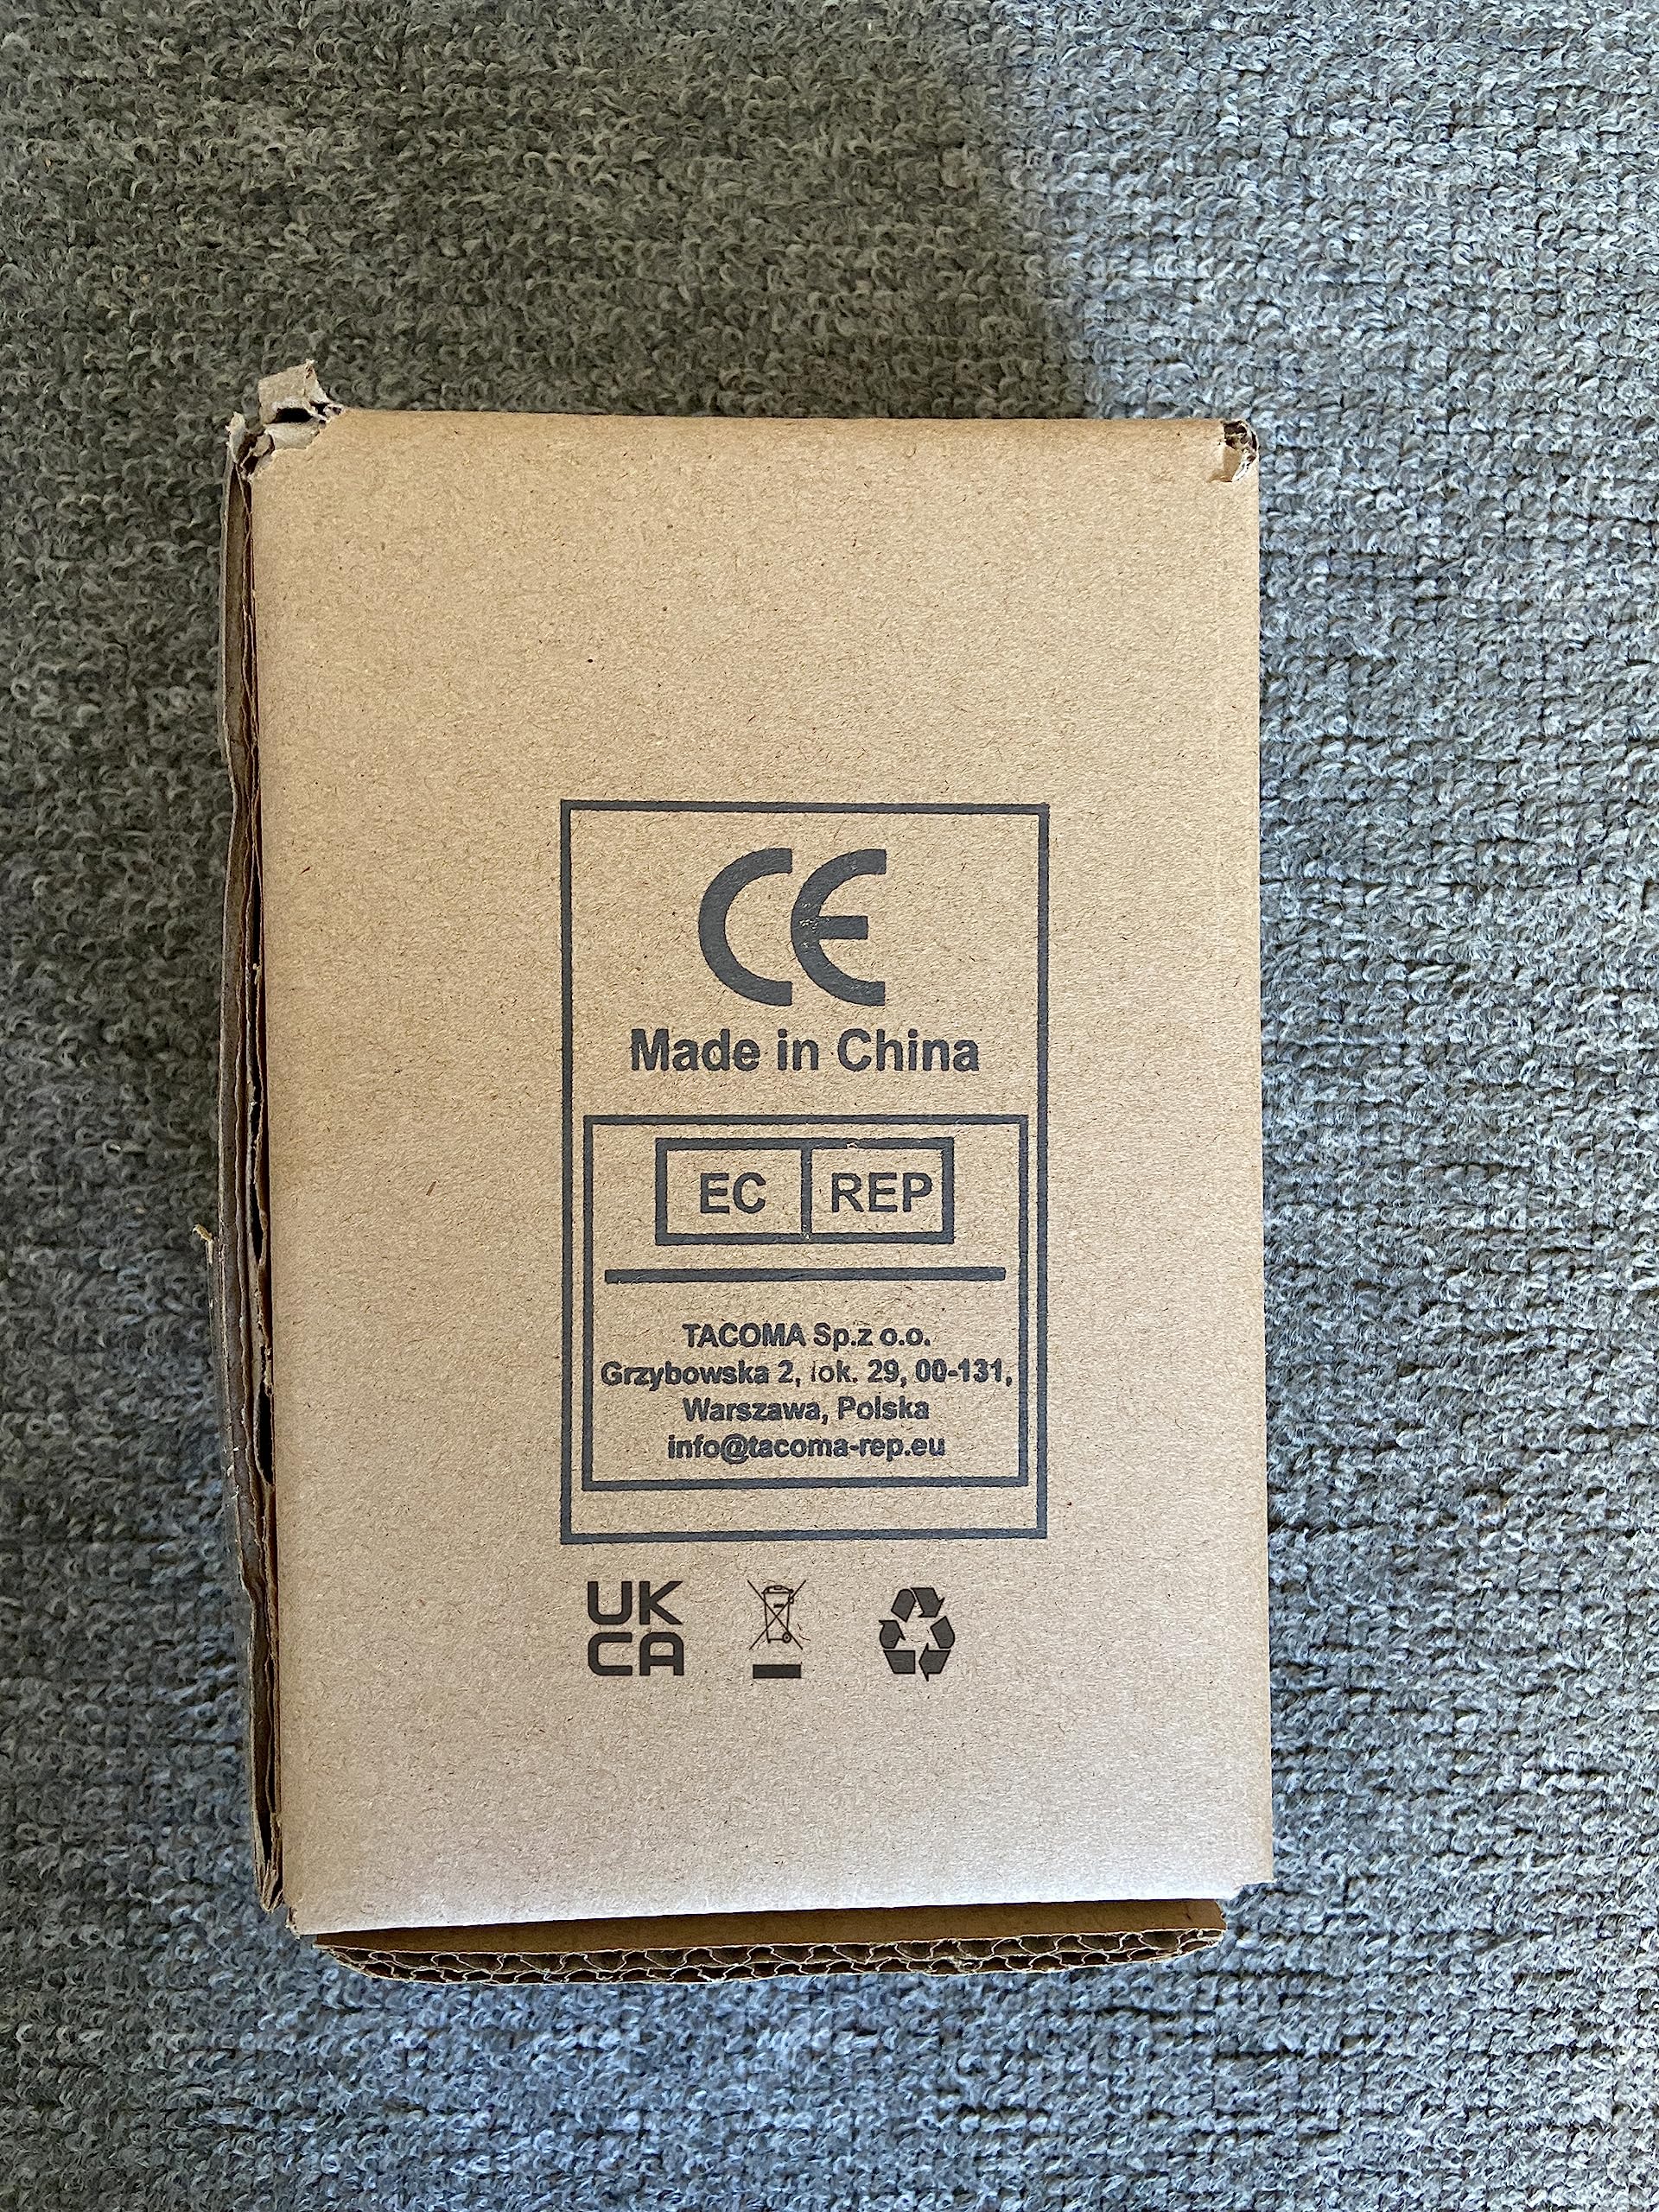 CE
Made in China
EC REP
TACOMA Sp.z o.o.
Grzybowska 2, lok. 29, 00-131,
Warszawa, Polska
info@tacoma-rep.eu
UK
CA